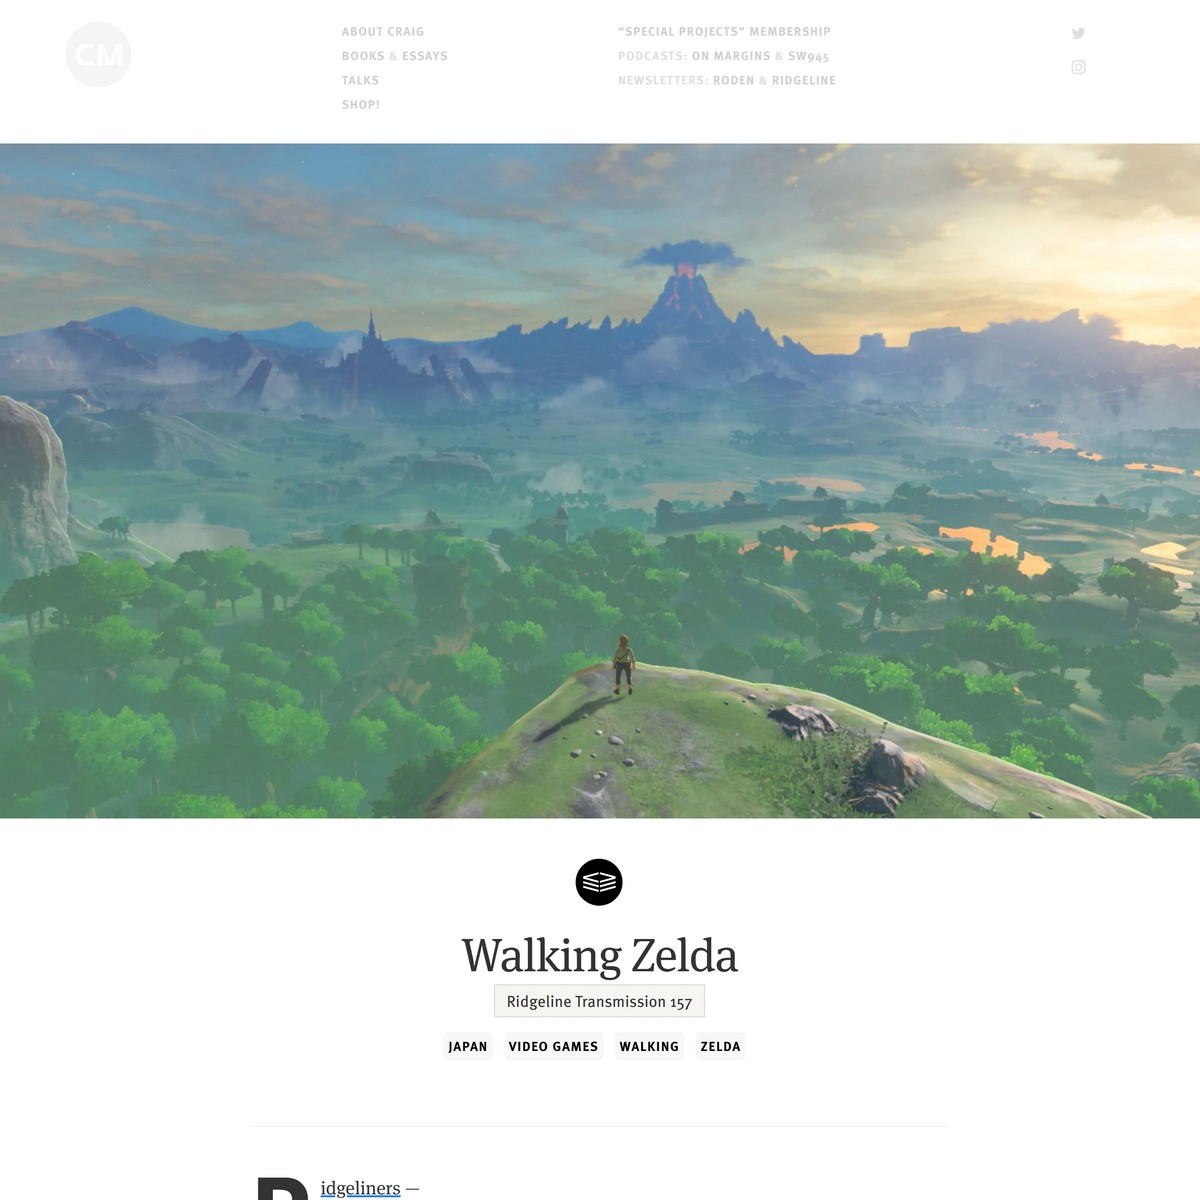 CM
ABOUT CRAIG
BOOKS & ESSAYS
TALKS
SHOP!
“SPECIAL PROJECTS” MEMBERSHIP
PODCASTS: ON MARGINS & SW945
NEWSLETTERS: RODEN & RIDGELINE
Walking Zelda
Ridgeline Transmission 157
JAPAN VIDEO GAMES WALKING ZELDA
Ridgeliners —